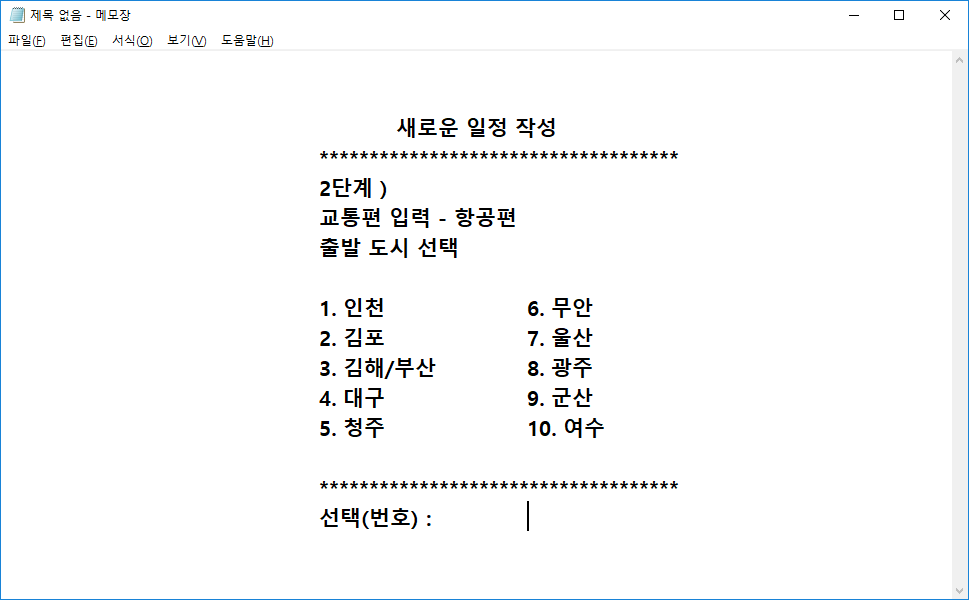 제목 없음 - 메모장
파일(F) 편집(E) 서식(O) 보기(V) 도움말(H)
새로운 일정 작성
************************************
2단계 )
교통편 입력 - 항공편
출발 도시 선택
1. 인천 6. 무안
2. 김포 7. 울산
3. 김해/부산 8. 광주
4. 대구 9. 군산
5. 청주 10. 여수
************************************
선택(번호) :